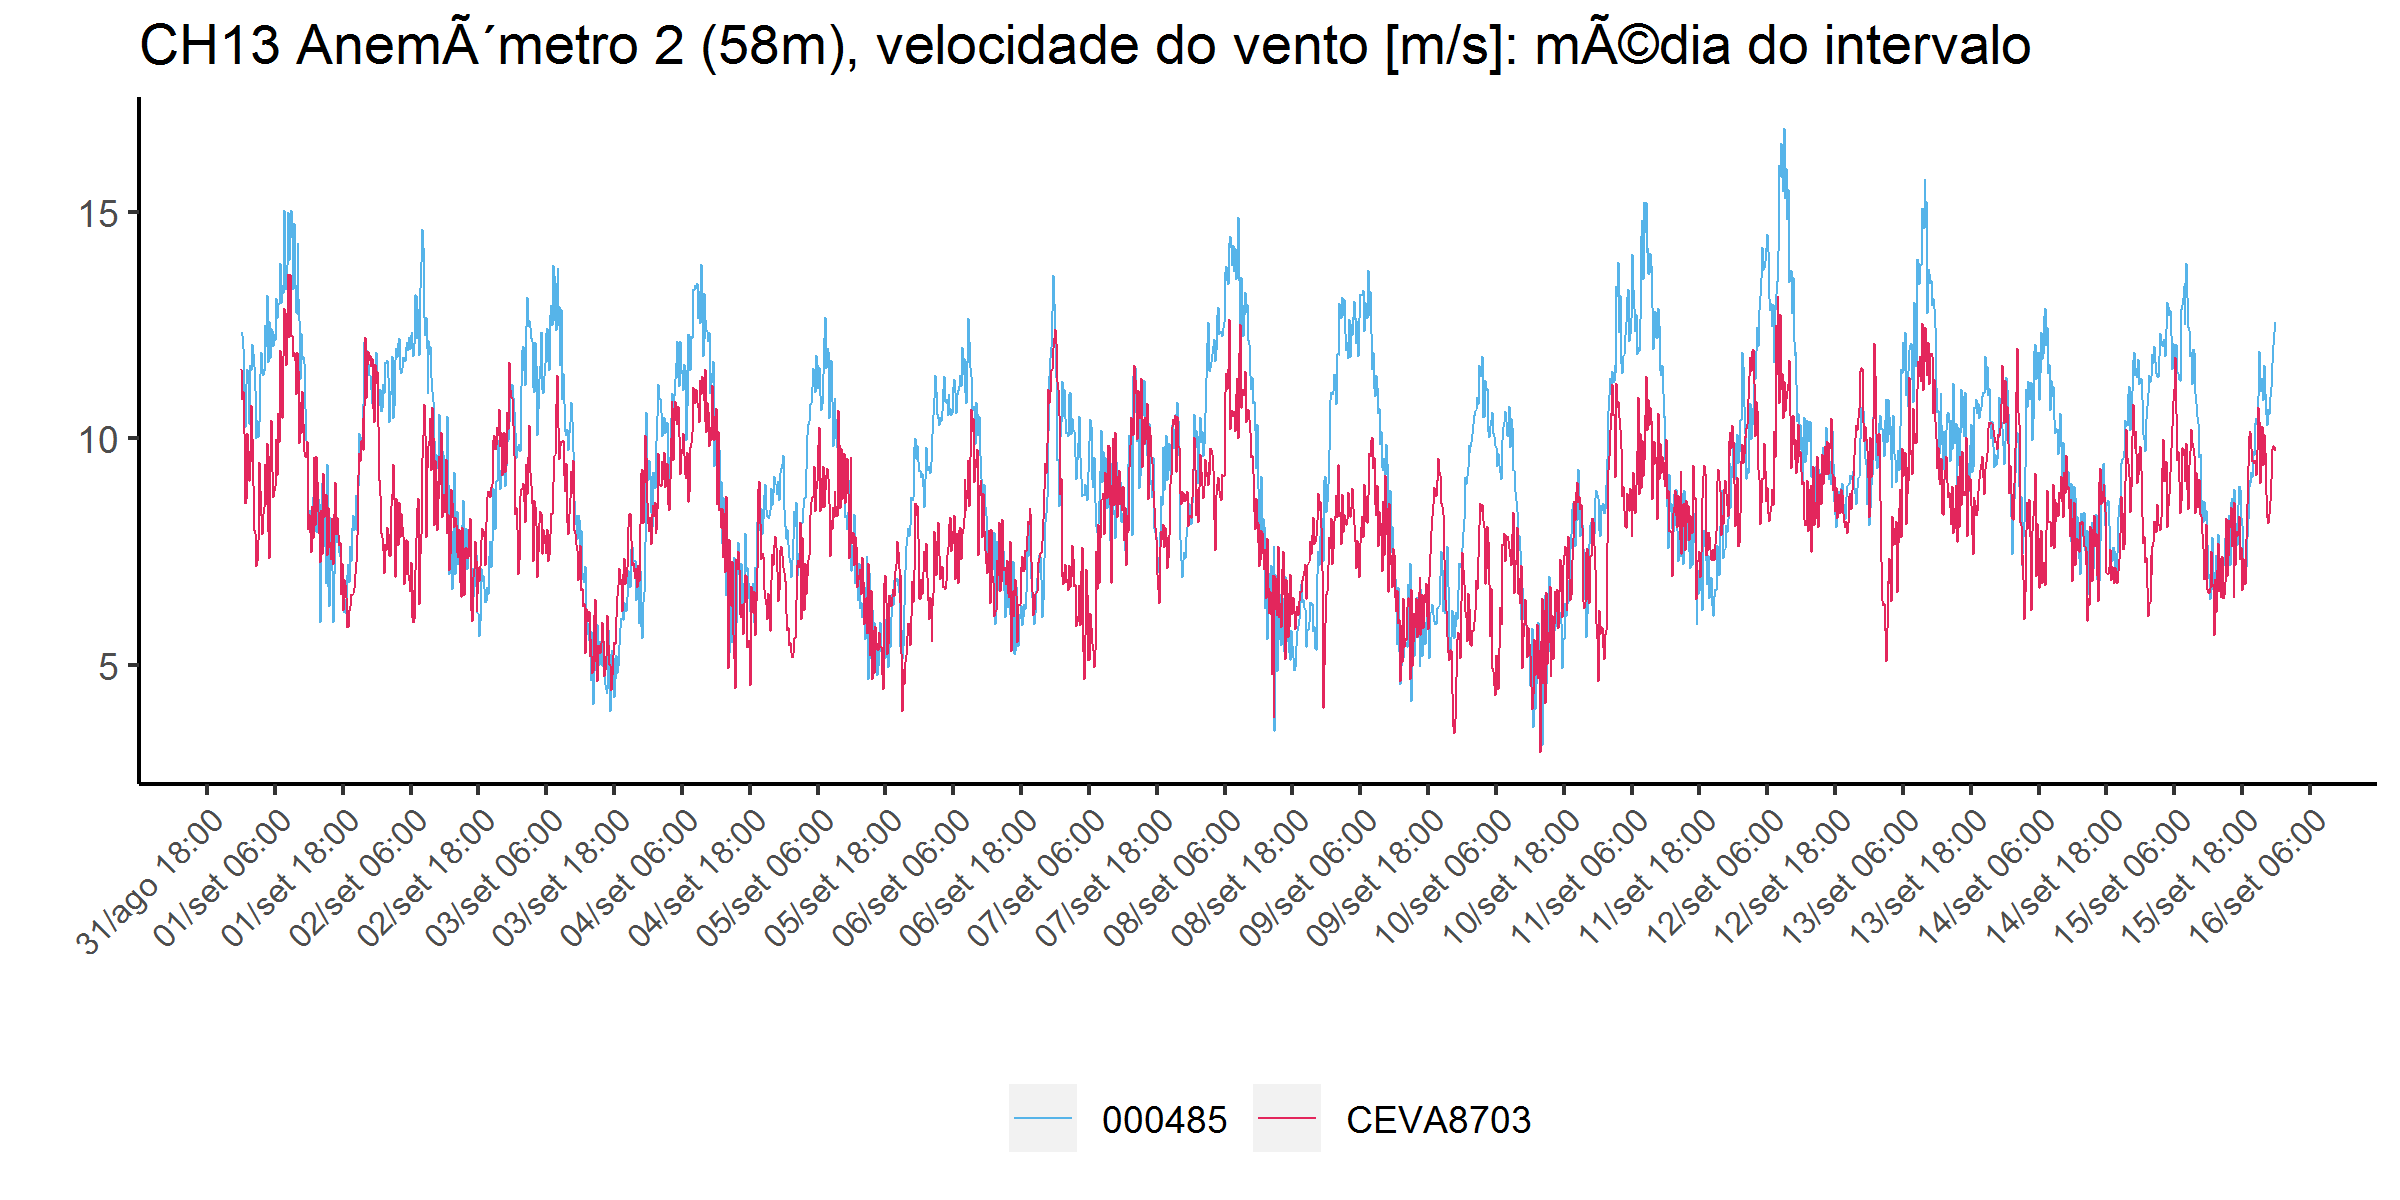 CH13 AnemÃ´metro 2 (58m), velocidade do vento [m/s]: mÃ©dia do intervalo
15
10
5
31/ago 18:00
01/set 06:00
01/set 18:00
02/set 06:00
02/set 18:00
03/set 06:00
03/set 18:00
04/set 06:00
04/set 18:00
05/set 06:00
05/set 18:00
06/set 06:00
06/set 18:00
07/set 06:00
07/set 18:00
08/set 06:00
08/set 18:00
09/set 06:00
09/set 18:00
10/set 06:00
10/set 18:00
11/set 06:00
11/set 18:00
12/set 06:00
12/set 18:00
13/set 06:00
13/set 18:00
14/set 06:00
14/set 18:00
15/set 06:00
15/set 18:00
16/set 06:00
000485 CEVA8703